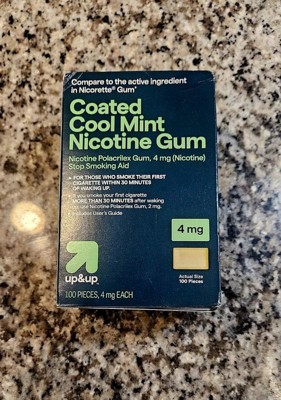 Compare to the active ingredient
in Nicorette® Gum*
Coated
Cool Mint
Nicotine Gum
Nicotine Polacrilex Gum, 4 mg (Nicotine)
Stop Smoking Aid
• FOR THOSE WHO SMOKE THEIR FIRST
CIGARETTE WITHIN 30 MINUTES
OF WAKING UP.
• If you smoke your first cigarette
MORE THAN 30 MINUTES after waking
up, use Nicotine Polacrilex Gum, 2 mg.
• Includes User's Guide
4 mg
up&up
Actual Size
100 Pieces
100 PIECES, 4 mg EACH